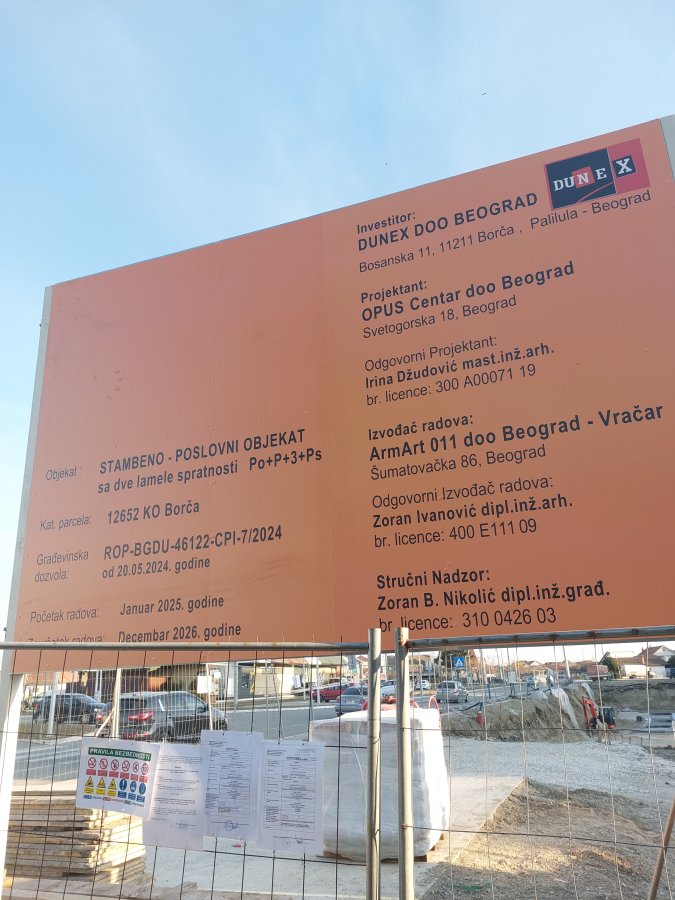 DUNEX
Investitor:
DUNEX DOO BEOGRAD
Bosanska 11, 11211 Borča , Palilula - Beograd
Projektant:
OPUS Centar doo Beograd
Svetogorska 18, Beograd
Odgovorni Projektant:
Irina Džudović mast.inž.arh.
br. licence: 300 A00071 19
Izvođač radova:
ArmArt 011 doo Beograd - Vračar
Šumatovačka 86, Beograd
Odgovorni Izvođač radova:
Zoran Ivanović dipl.inž.arh.
br. licence: 400 E111 09
Stručni Nadzor:
Zoran B. Nikolić dipl.inž.građ.
br. licence: 310 0426 03
Objekat : STAMBENO - POSLOVNI OBJEKAT
sa dve lamele spratnosti Po+P+3+Ps
Kat. parcela: 12652 KO Borča
Građevinska dozvola: ROP-BGDU-46122-CPI-7/2024
od 20.05.2024. godine
Početak radova: Januar 2025. godine
Završetak radova: Decembar 2026. godine
PRAVILA BEZBEDNOSTI